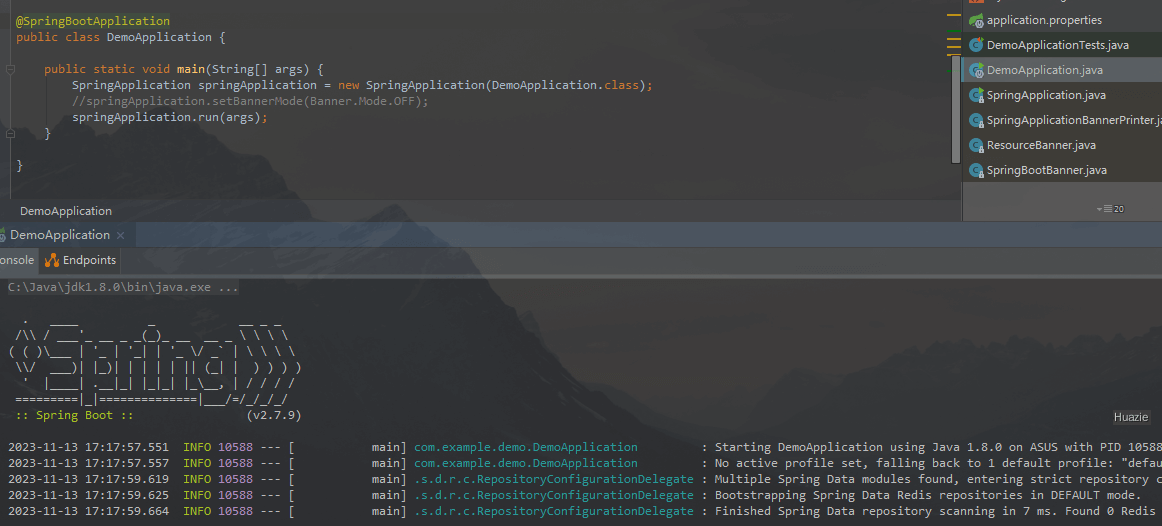 @SpringBootApplication
public class DemoApplication {
public static void main(String[] args) {
SpringApplication springApplication = new SpringApplication(DemoApplication.class);
//springApplication.setBannerMode(Banner.Mode.OFF);
springApplication.run(args);
}
}
DemoApplication
application.properties
DemoApplicationTests.java
DemoApplication.java
SpringApplication.java
SpringApplicationBannerPrinter.ja
ResourceBanner.java
SpringBootBanner.java
20
DemoApplication ×
onsole Endpoints
C:\Java\jdk1.8.0\bin\java.exe ...
  .   ____          _            __ _ _
 /\\ / ___'_ __ _ _(_)_ __  __ _ \ \ \ \
( ( )\___ | '_ | '_| | '_ \/ _` | \ \ \ \
 \\/  ___)| |_)| | | | | || (_| |  ) ) ) )
  '  |____| .__|_| |_|_| |_\__, | / / / /
 =========|_|==============|___/=/_/_/_/
 :: Spring Boot ::                (v2.7.9)
Huazie
2023-11-13 17:17:57.551  INFO 10588 --- [           main] com.example.demo.DemoApplication         : Starting DemoApplication using Java 1.8.0 on ASUS with PID 10588
2023-11-13 17:17:57.557  INFO 10588 --- [           main] com.example.demo.DemoApplication         : No active profile set, falling back to 1 default profile: "defau
2023-11-13 17:17:59.619  INFO 10588 --- [           main] .s.d.r.c.RepositoryConfigurationDelegate : Multiple Spring Data modules found, entering strict repository c
2023-11-13 17:17:59.625  INFO 10588 --- [           main] .s.d.r.c.RepositoryConfigurationDelegate : Bootstrapping Spring Data Redis repositories in DEFAULT mode.
2023-11-13 17:17:59.664  INFO 10588 --- [           main] .s.d.r.c.RepositoryConfigurationDelegate : Finished Spring Data repository scanning in 7 ms. Found 0 Redis